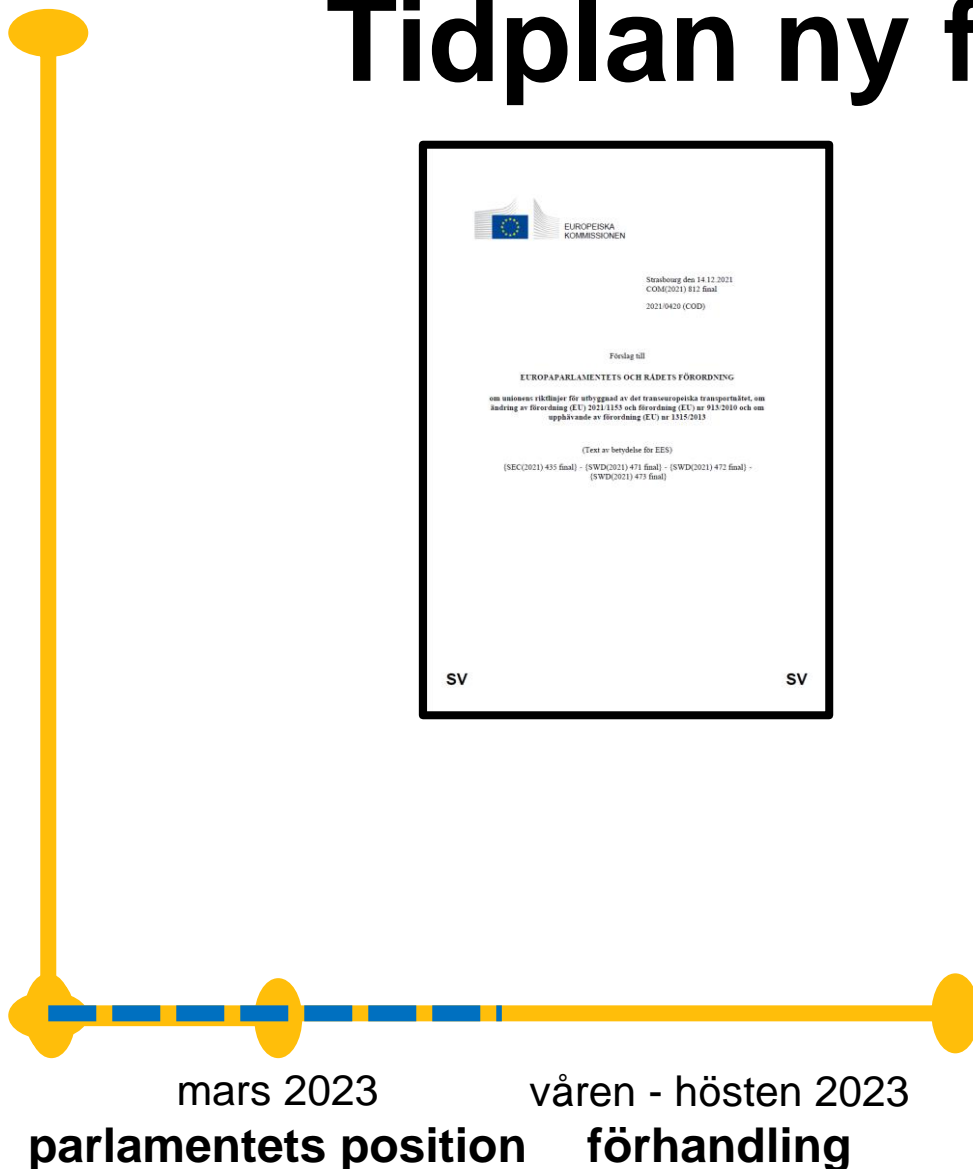 Tidplan ny f
EUROPEISKA
KOMMISSIONEN
Strasbourg den 14.12.2021
COM(2021) 812 final
2021/0420 (COD)
Förslag till
EUROPAPARLAMENTETS OCH RÅDETS FÖRORDNING
om unionens riktlinjer för utbyggnad av det transeuropeiska transportnätet, om
ändring av förordning (EU) 2021/1153 och förordning (EU) nr 913/2010 och om
upphävande av förordning (EU) nr 1315/2013
(Text av betydelse för EES)
{SEC(2021) 435 final} - {SWD(2021) 471 final} - {SWD(2021) 472 final} -
{SWD(2021) 473 final}
SV SV
mars 2023 våren - hösten 2023
parlamentets position förhandling